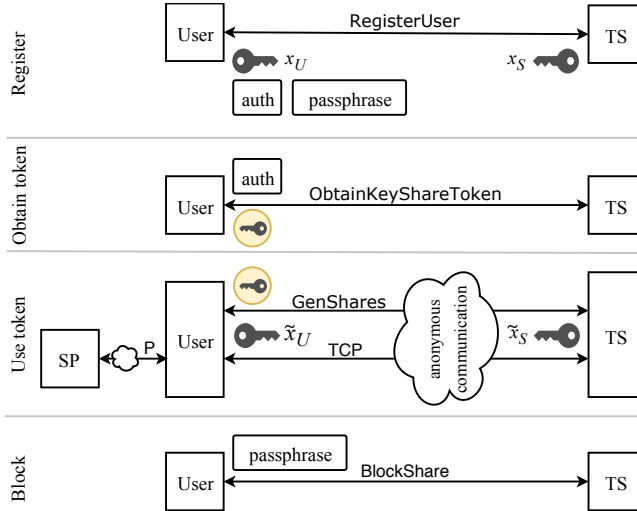 Register
User
RegisterUser
TS
x_U
x_S
auth
passphrase
Obtain token
auth
User
ObtainKeyShareToken
TS
Use token
GenShares
User
TS
SP
P
x̃_U
x̃_S
TCP
anonymous
communication
Block
passphrase
User
BlockShare
TS